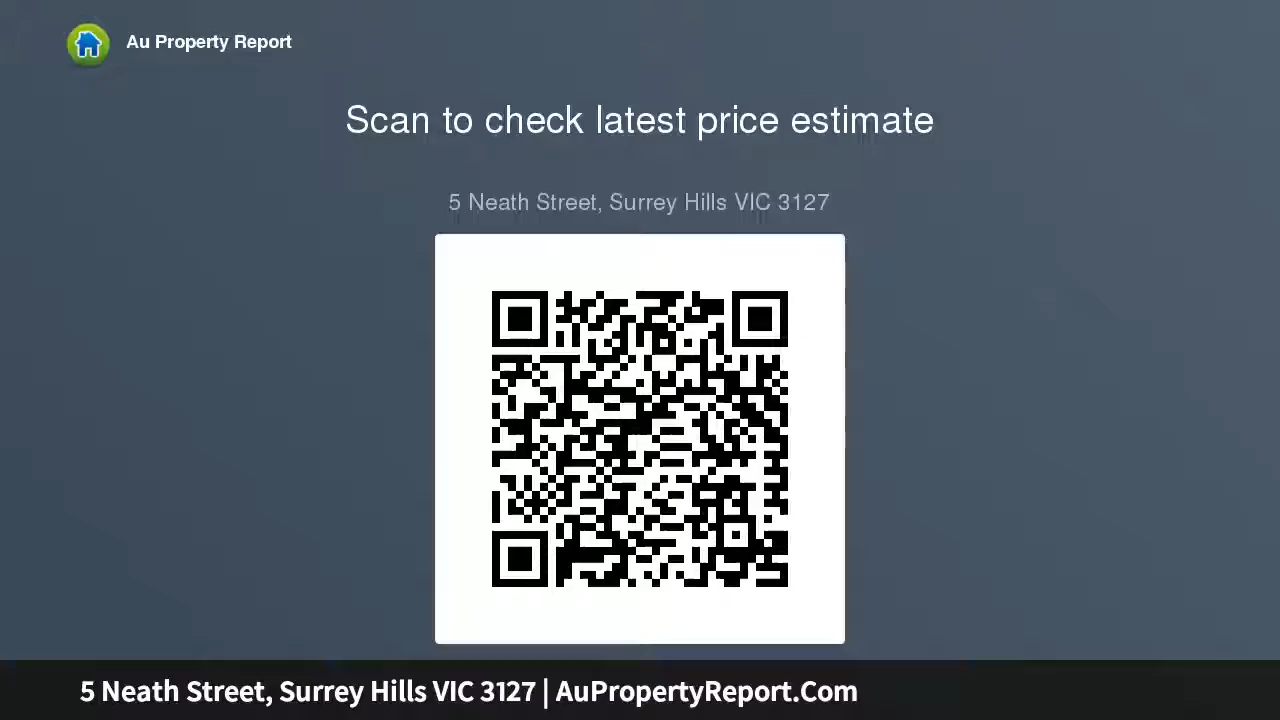 Au Property Report
Scan to check latest price estimate
5 Neath Street, Surrey Hills VIC 3127
5 Neath Street, Surrey Hills VIC 3127 | AuPropertyReport.Com